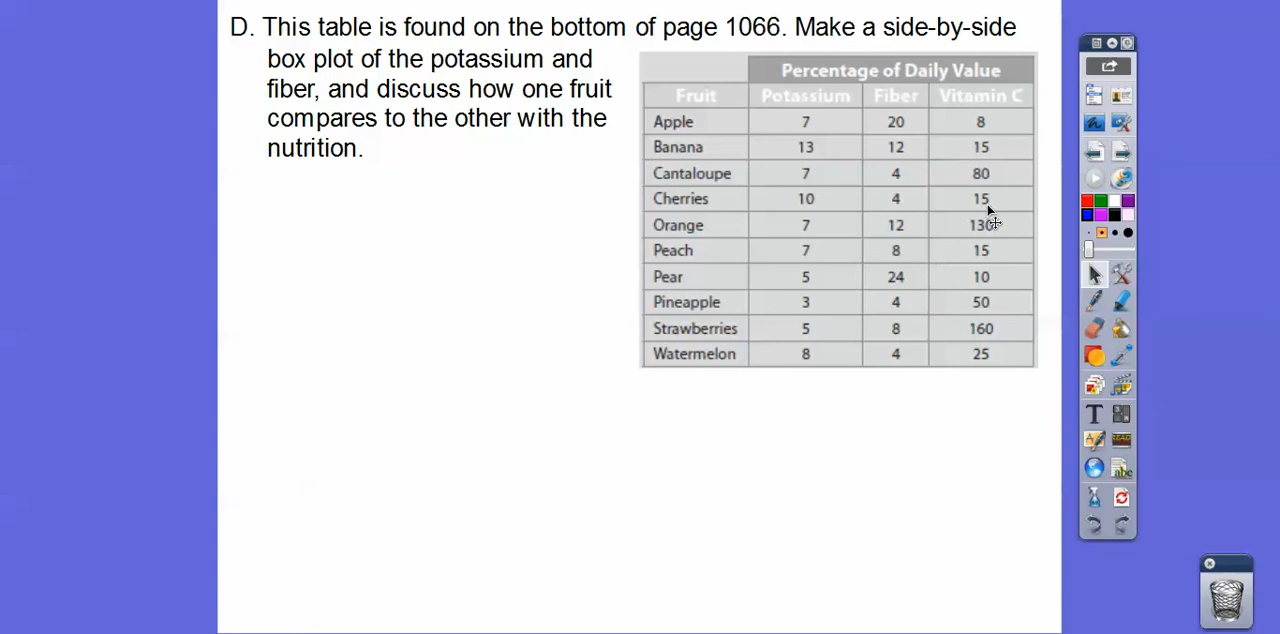 D. This table is found on the bottom of page 1066. Make a side-by-side
box plot of the potassium and
fiber, and discuss how one fruit
compares to the other with the
nutrition.
Percentage of Daily Value
Fruit Potassium Fiber Vitamin C
Apple 7 20 8
Banana 13 12 15
Cantaloupe 7 4 80
Cherries 10 4 15
Orange 7 12 130
Peach 7 8 15
Pear 5 24 10
Pineapple 3 4 50
Strawberries 5 8 160
Watermelon 8 4 25
T
abc